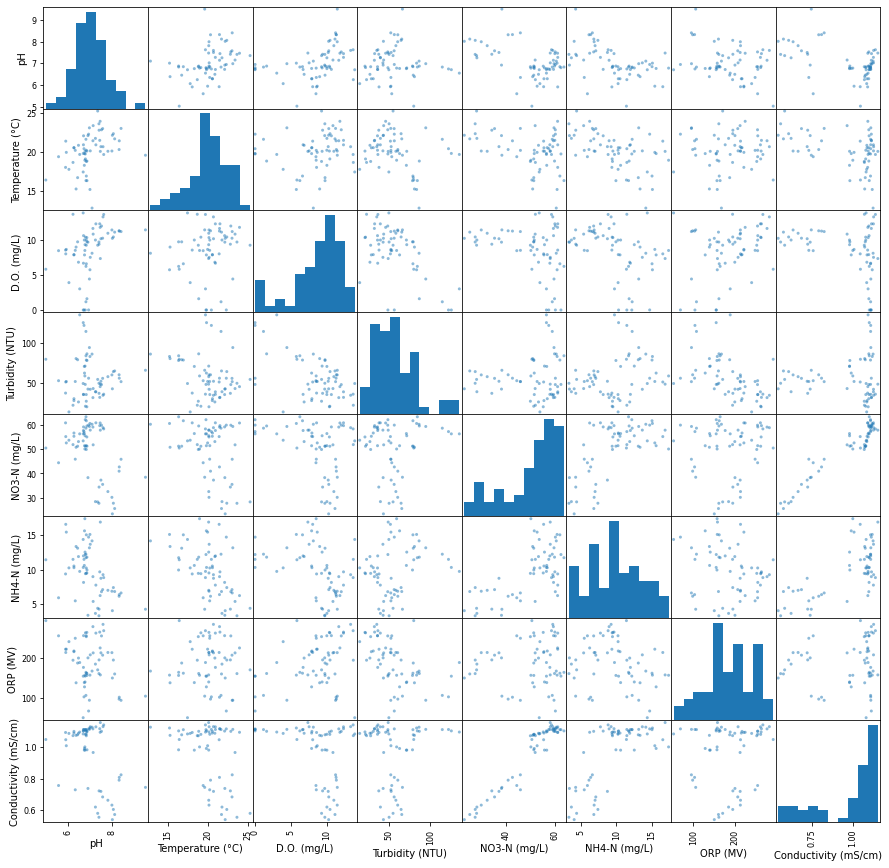 pH
9
8
7
6
5
Temperature (°C)
25
20
15
D.O. (mg/L)
10
5
0
Turbidity (NTU)
100
50
NO3-N (mg/L)
60
50
40
30
NH4-N (mg/L)
15
10
5
ORP (MV)
200
100
Conductivity (mS/cm)
1.0
0.8
0.6
6 8 15 20 25 0 5 10 50 100 40 60 5 10 15 100 200 0.75 1.00
pH Temperature (°C) D.O. (mg/L) Turbidity (NTU) NO3-N (mg/L) NH4-N (mg/L) ORP (MV) Conductivity (mS/cm)